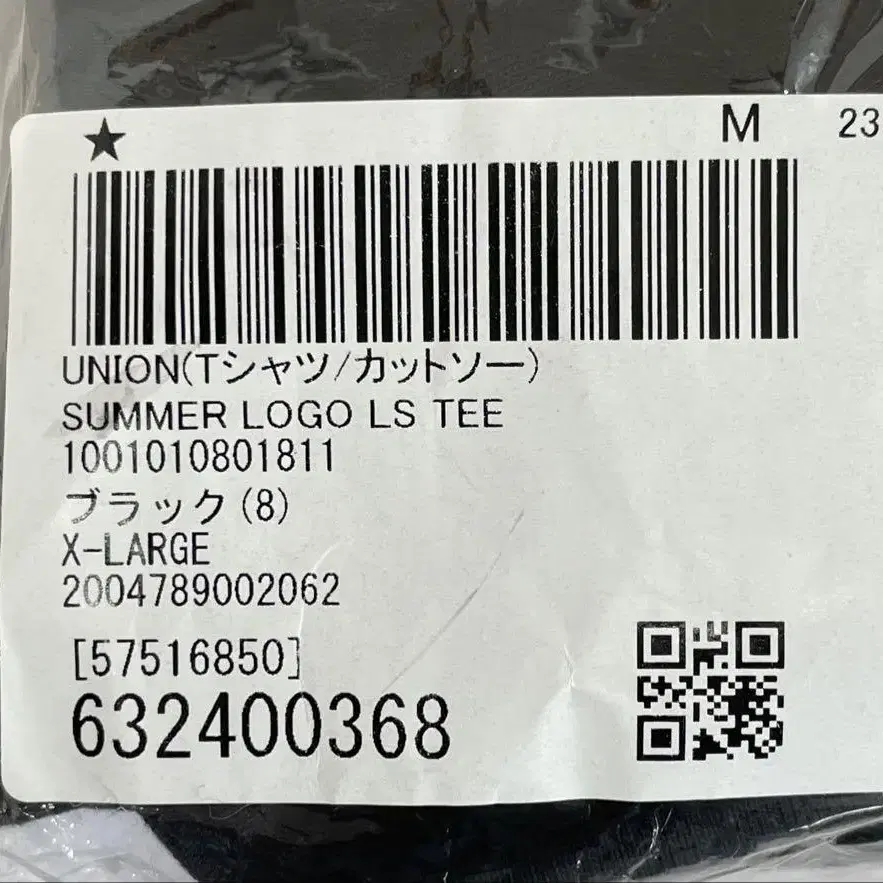 ★ M 23
UNION(Tシャツ/カットソー)
SUMMER LOGO LS TEE
1001010801811
ブラック(8)
X-LARGE
2004789002062
[57516850]
632400368